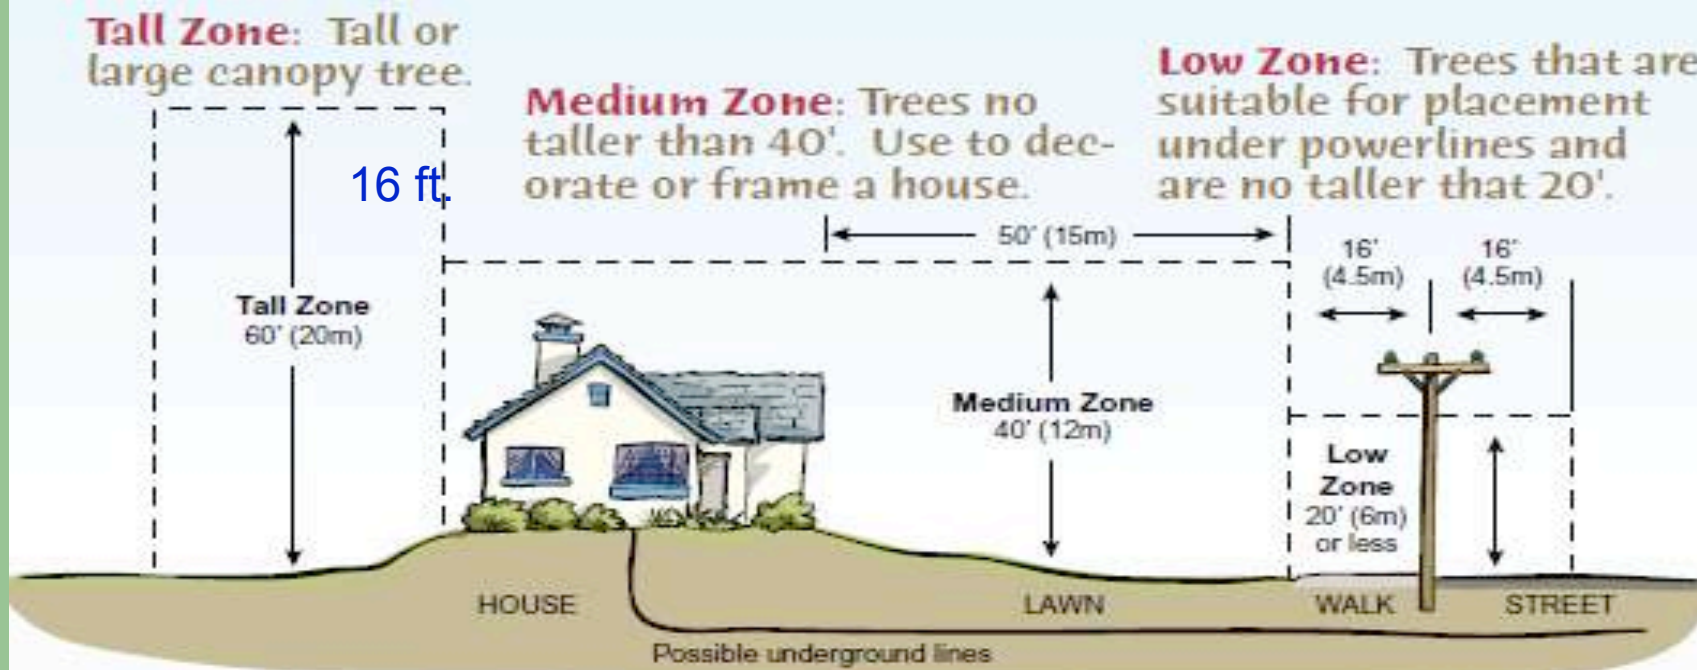 Tall Zone: Tall or
large canopy tree.
Medium Zone: Trees no
taller than 40'. Use to dec-
orate or frame a house.
Low Zone: Trees that are
suitable for placement
under powerlines and
are no taller that 20'.
16 ft.
50' (15m)
16'
(4.5m)
16'
(4.5m)
Tall Zone
60' (20m)
Medium Zone
40' (12m)
Low
Zone
20' (6m)
or less
HOUSE
LAWN
WALK
STREET
Possible underground lines